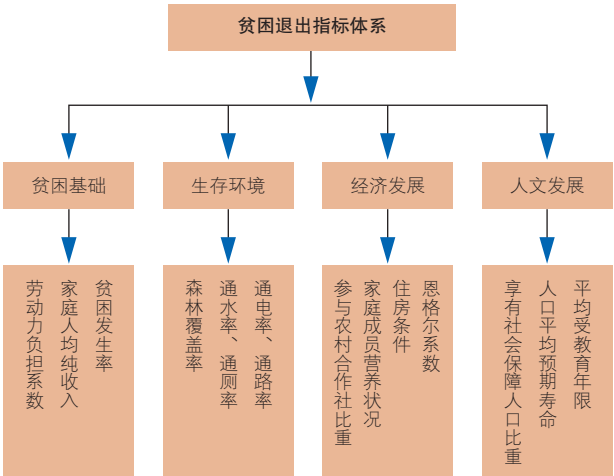 贫困退出指标体系
贫困基础
生存环境
经济发展
人文发展
贫困发生率
家庭人均纯收入
劳动力负担系数
通电率、通路率
通水率、通厕率
森林覆盖率
恩格尔系数
住房条件
家庭成员营养状况
参与农村合作社比重
平均受教育年限
人口平均预期寿命
享有社会保障人口比重